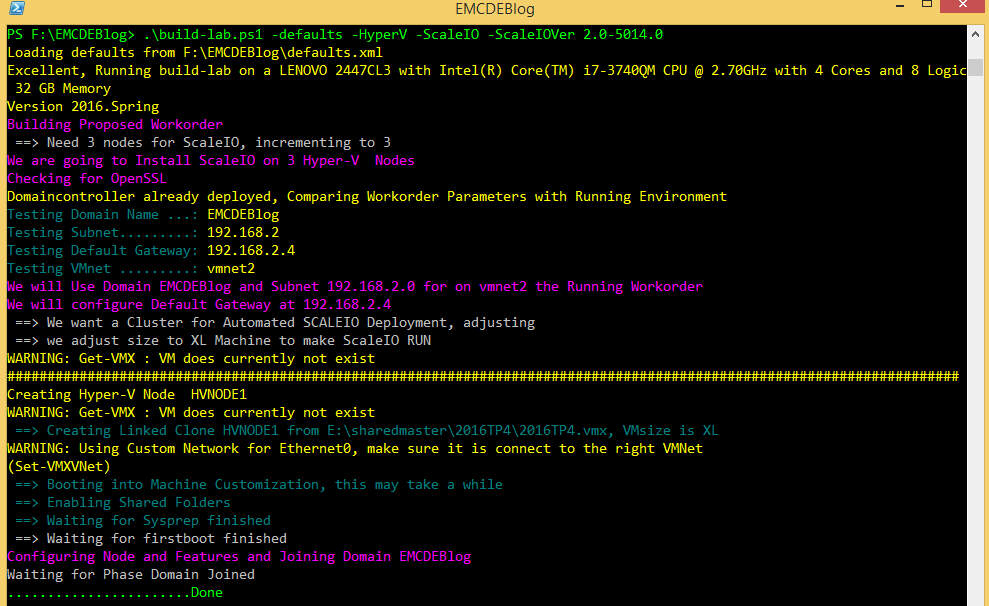 EMCDEBlog
PS F:\EMCDEBlog> .\build-lab.ps1 -defaults -HyperV -ScaleIO -ScaleIOVer 2.0-5014.0
Loading defaults from F:\EMCDEBlog\defaults.xml
Excellent, Running build-lab on a LENOVO 2447CL3 with Intel(R) Core(TM) i7-3740QM CPU @ 2.70GHz with 4 Cores and 8 Logic
32 GB Memory
Version 2016.Spring
Building Proposed Workorder
==> Need 3 nodes for ScaleIO, incrementing to 3
We are going to Install ScaleIO on 3 Hyper-V  Nodes
Checking for OpenSSL
Domaincontroller already deployed, Comparing Workorder Parameters with Running Environment
Testing Domain Name ...: EMCDEBlog
Testing Subnet.........: 192.168.2
Testing Default Gateway: 192.168.2.4
Testing VMnet .........: vmnet2
We will Use Domain EMCDEBlog and Subnet 192.168.2.0 for on vmnet2 the Running Workorder
We will configure Default Gateway at 192.168.2.4
==> We want a Cluster for Automated SCALEIO Deployment, adjusting
==> we adjust size to XL Machine to make ScaleIO RUN
WARNING: Get-VMX : VM does currently not exist
#######################################################################################################################
Creating Hyper-V Node  HVNODE1
WARNING: Get-VMX : VM does currently not exist
==> Creating Linked Clone HVNODE1 from E:\sharedmaster\2016TP4\2016TP4.vmx, VMsize is XL
WARNING: Using Custom Network for Ethernet0, make sure it is connect to the right VMNet
(Set-VMXVNet)
==> Booting into Machine Customization, this may take a while
==> Enabling Shared Folders
==> Waiting for Sysprep finished
==> Waiting for firstboot finished
Configuring Node and Features and Joining Domain EMCDEBlog
Waiting for Phase Domain Joined
.......................Done